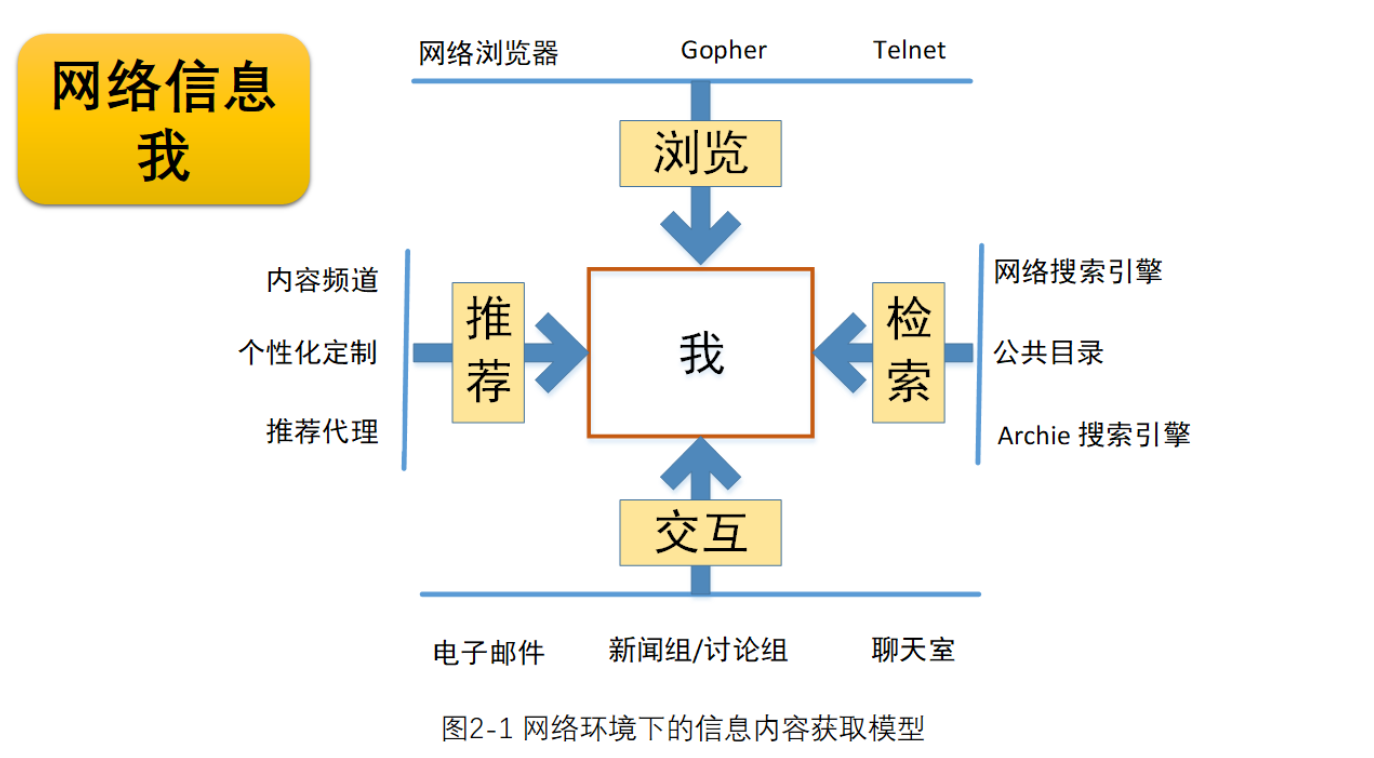 网络信息
我
网络浏览器
Gopher
Telnet
浏览
内容频道
个性化定制
推荐代理
推
荐
我
检
索
网络搜索引擎
公共目录
Archie 搜索引擎
交互
电子邮件
新闻组/讨论组
聊天室
图2-1 网络环境下的信息内容获取模型